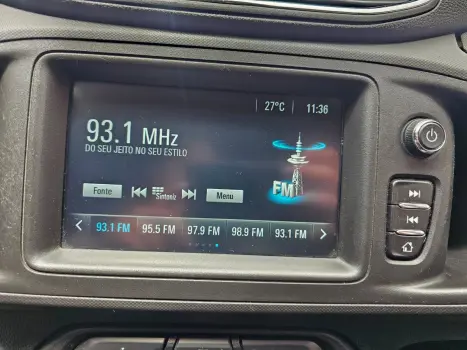 27°C 11:36
93.1 MHz
DO SEU JEITO NO SEU ESTILO
FM
Fonte Sintoniz Menu
93.1 FM 95.5 FM 97.9 FM 98.9 FM 93.1 FM